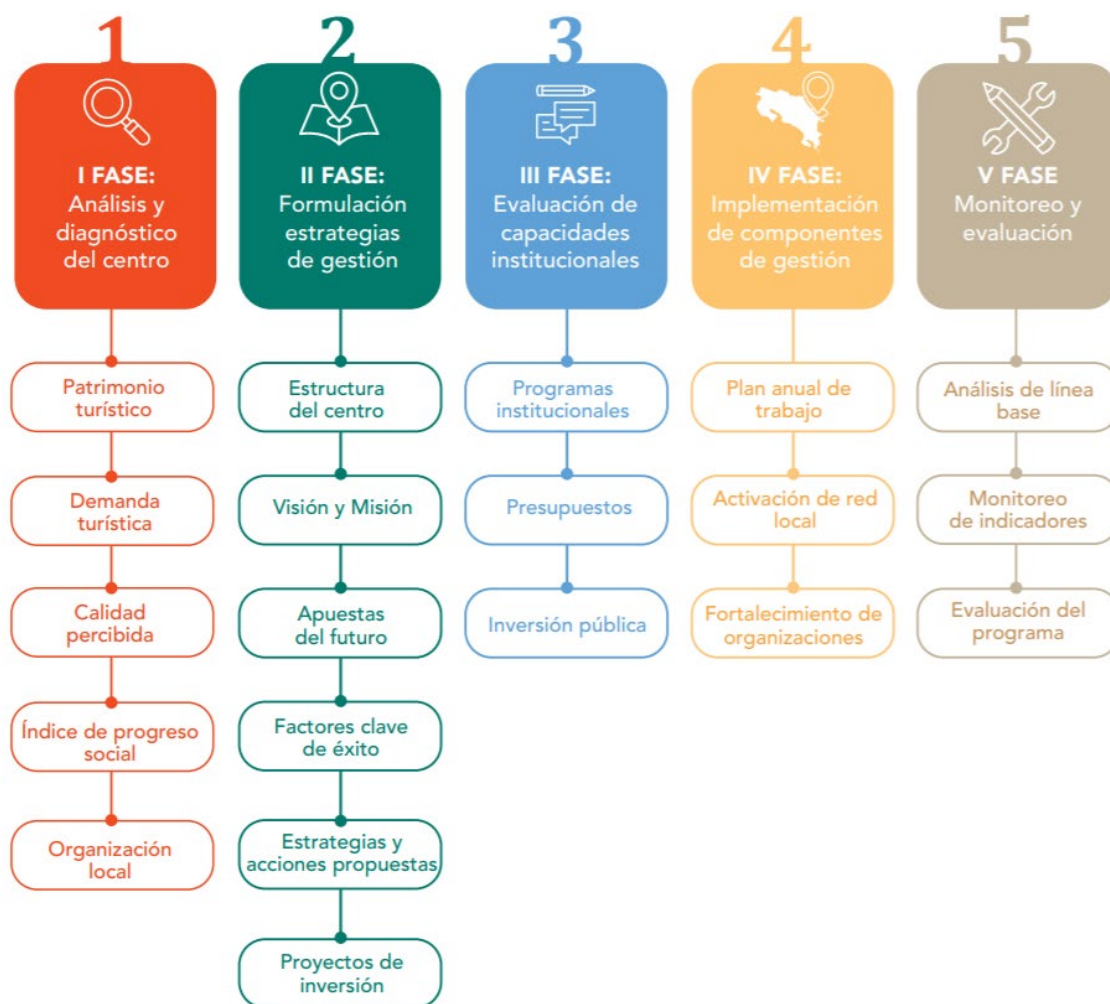 1
I FASE:
Análisis y
diagnóstico
del centro
Patrimonio
turístico
Demanda
turística
Calidad
percibida
Índice de progreso
social
Organización
local
2
II FASE:
Formulación
estrategias
de gestión
Estructura
del centro
Visión y Misión
Apuestas
del futuro
Factores clave
de éxito
Estrategias y
acciones propuestas
Proyectos de
inversión
3
III FASE:
Evaluación de
capacidades
institucionales
Programas
institucionales
Presupuestos
Inversión pública
4
IV FASE:
Implementación
de componentes
de gestión
Plan anual de
trabajo
Activación de red
local
Fortalecimiento de
organizaciones
5
V FASE
Monitoreo y
evaluación
Análisis de línea
base
Monitoreo
de indicadores
Evaluación del
programa